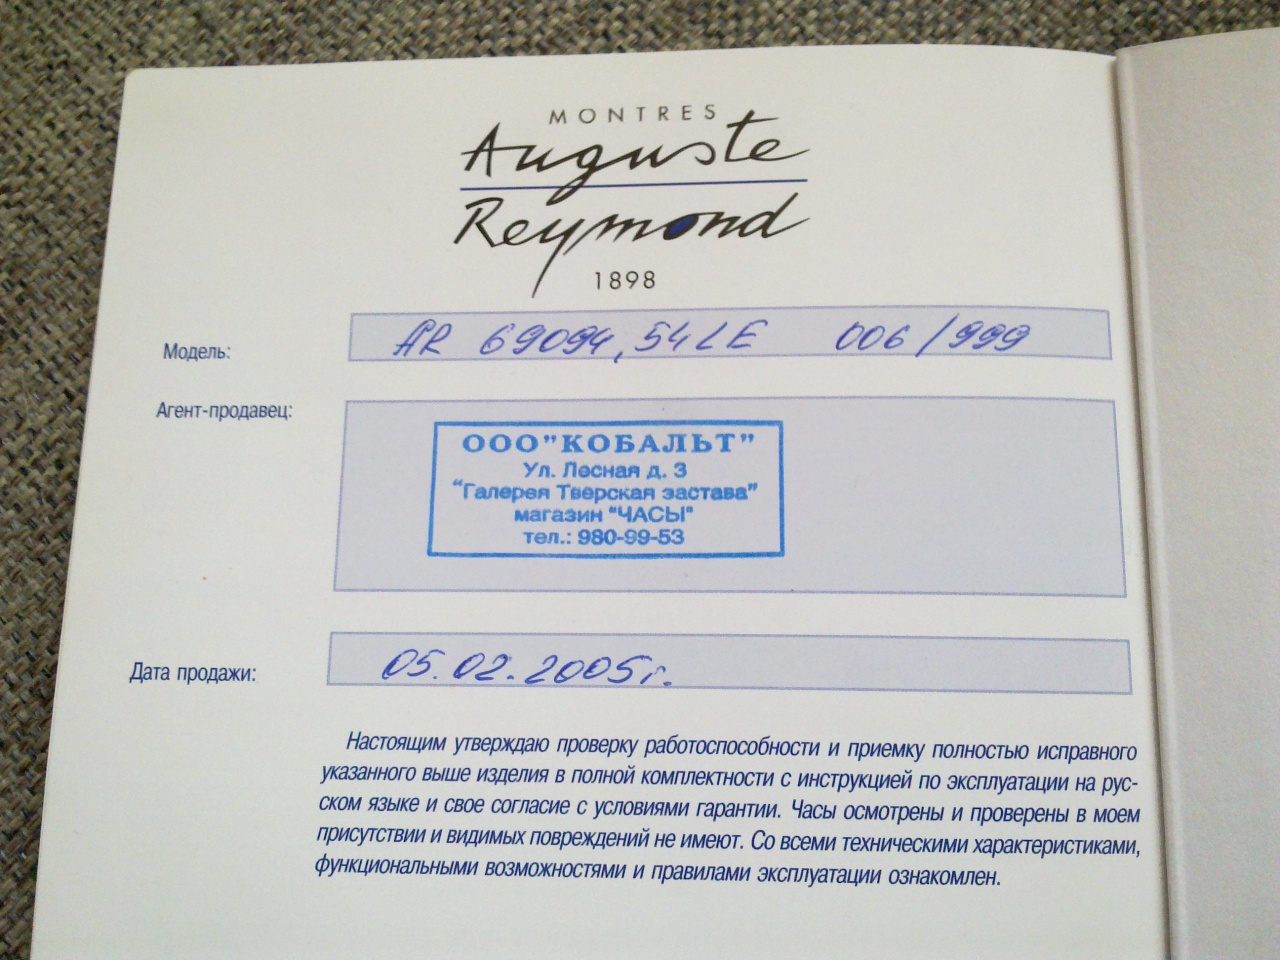 MONTRES
Auguste
Reymond
1898
Модель: AR 69094,54LE 006/999
Агент-продавец:
ООО"КОБАЛЬТ"
Ул. Лесная д. 3
"Галерея Тверская застава"
магазин "ЧАСЫ"
тел.: 980-99-53
Дата продажи: 05.02.2005г.
Настоящим утверждаю проверку работоспособности и приемку полностью исправного
указанного выше изделия в полной комплектности с инструкцией по эксплуатации на рус-
ском языке и свое согласие с условиями гарантии. Часы осмотрены и проверены в моем
присутствии и видимых повреждений не имеют. Со всеми техническими характеристиками,
функциональными возможностями и правилами эксплуатации ознакомлен.